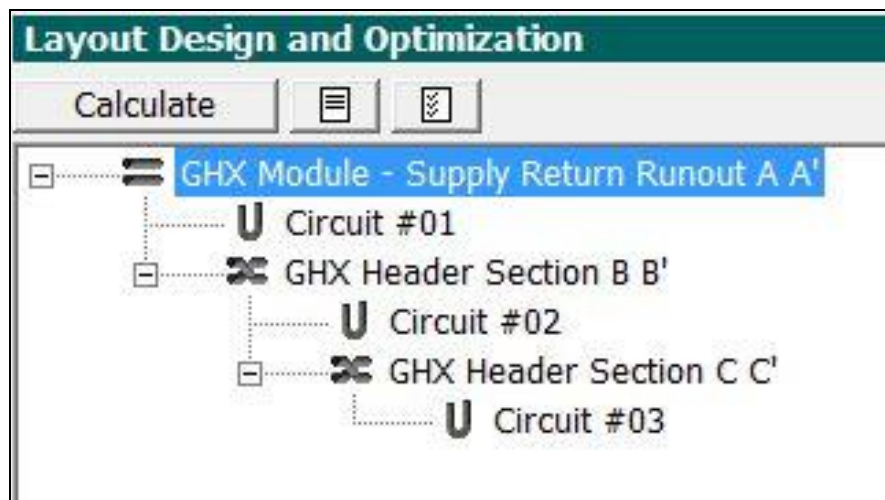 Layout Design and Optimization
Calculate
GHX Module - Supply Return Runout A A'
Circuit #01
GHX Header Section B B'
Circuit #02
GHX Header Section C C'
Circuit #03